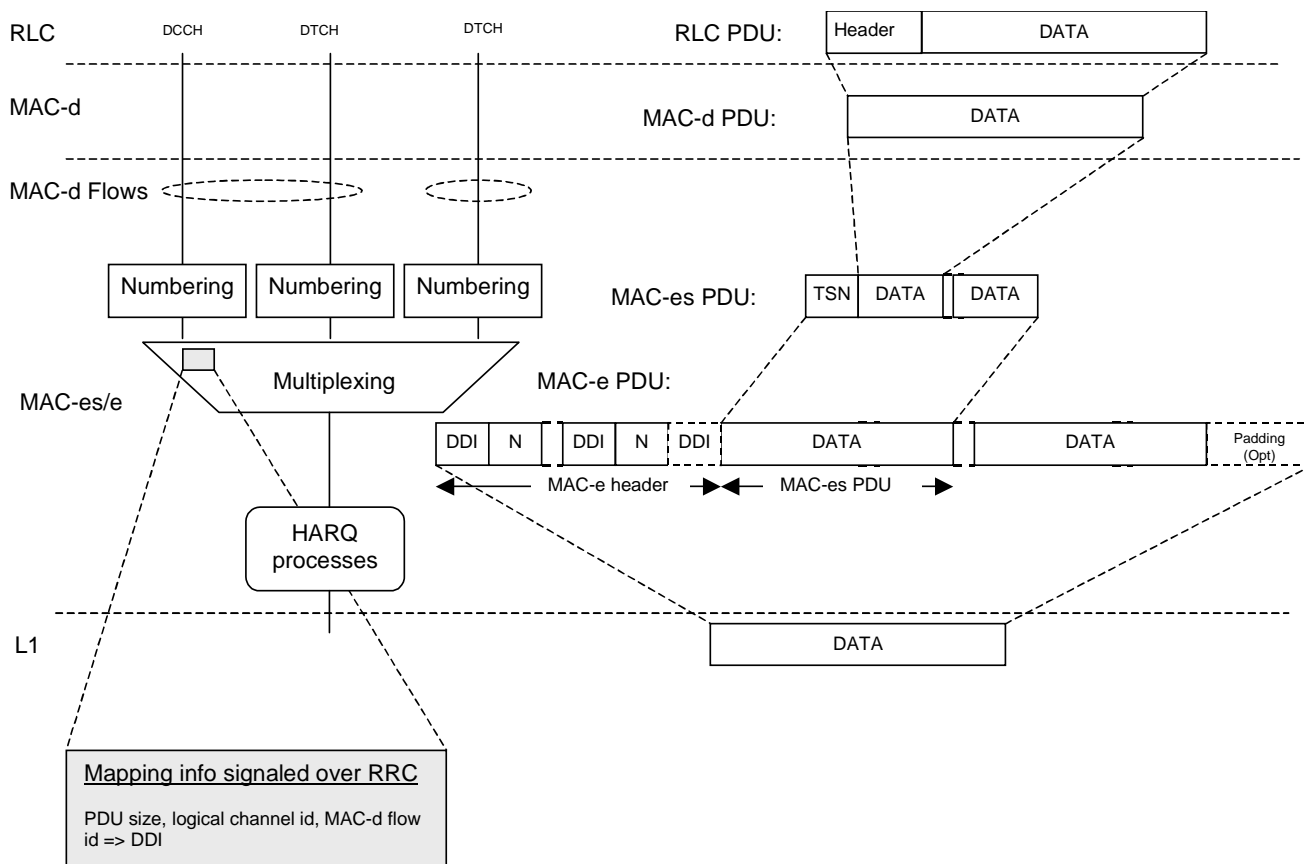 RLC
DCCH
DTCH
DTCH
RLC PDU:
Header
DATA
MAC-d
MAC-d PDU:
DATA
MAC-d Flows
Numbering
Numbering
Numbering
MAC-es PDU:
TSN
DATA
DATA
Multiplexing
MAC-e PDU:
MAC-es/e
DDI
N
DDI
N
DDI
DATA
DATA
Padding
(Opt)
MAC-e header
MAC-es PDU
HARQ
processes
L1
DATA
Mapping info signaled over RRC
PDU size, logical channel id, MAC-d flow
id => DDI